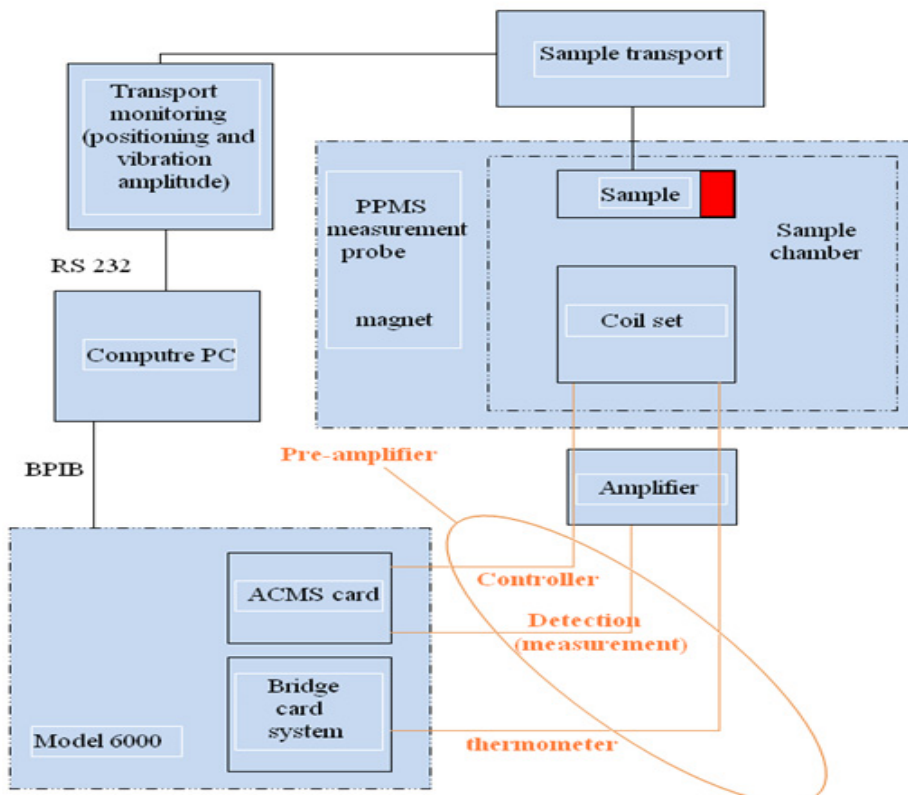 Sample transport
Transport
monitoring
(positioning and
vibration
amplitude)
PPMS
measurement
probe
magnet
Sample
Sample
chamber
RS 232
Coil set
Computre PC
Pre-amplifier
BPIB
Amplifier
ACMS card
Controller
Detection
(measurement)
Bridge
card
system
Model 6000
thermometer